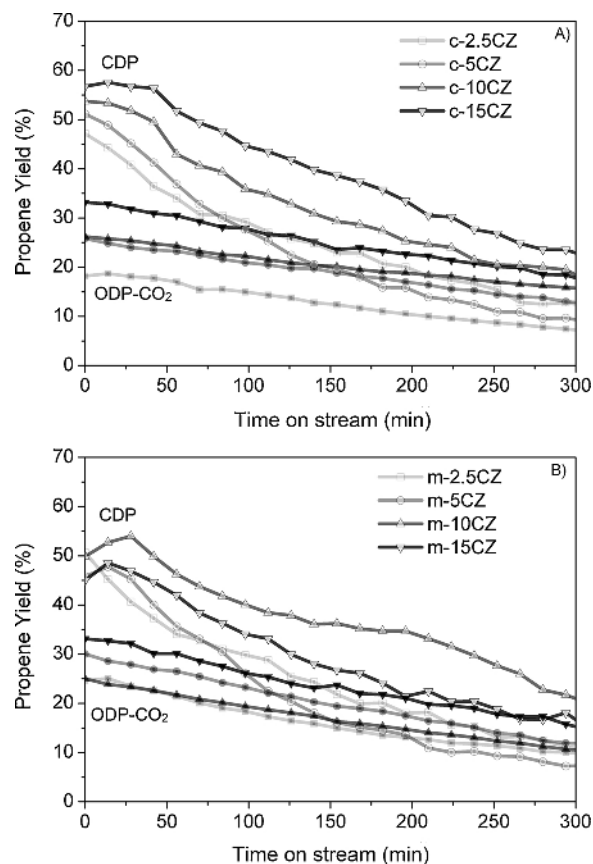 A)
CDP
c-2.5CZ
c-5CZ
c-10CZ
c-15CZ
ODP-CO₂
Propene Yield (%)
70
60
50
40
30
20
10
0
0 50 100 150 200 250 300
Time on stream (min)
B)
CDP
m-2.5CZ
m-5CZ
m-10CZ
m-15CZ
ODP-CO₂
Propene Yield (%)
70
60
50
40
30
20
10
0
0 50 100 150 200 250 300
Time on stream (min)